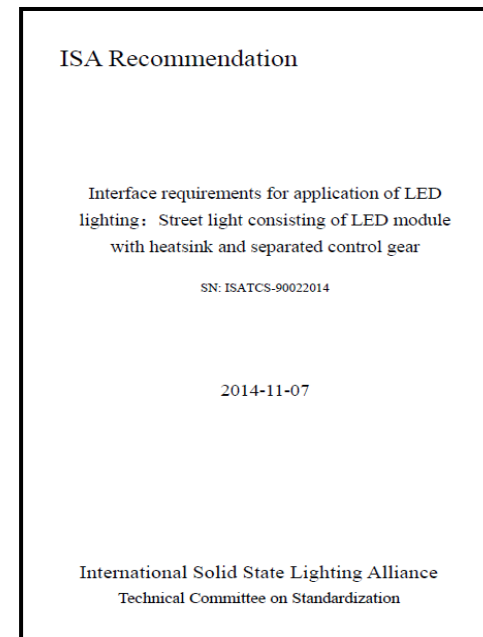 ISA Recommendation
Interface requirements for application of LED
lighting：Street light consisting of LED module
with heatsink and separated control gear
SN: ISATCS-90022014
2014-11-07
International Solid State Lighting Alliance
Technical Committee on Standardization